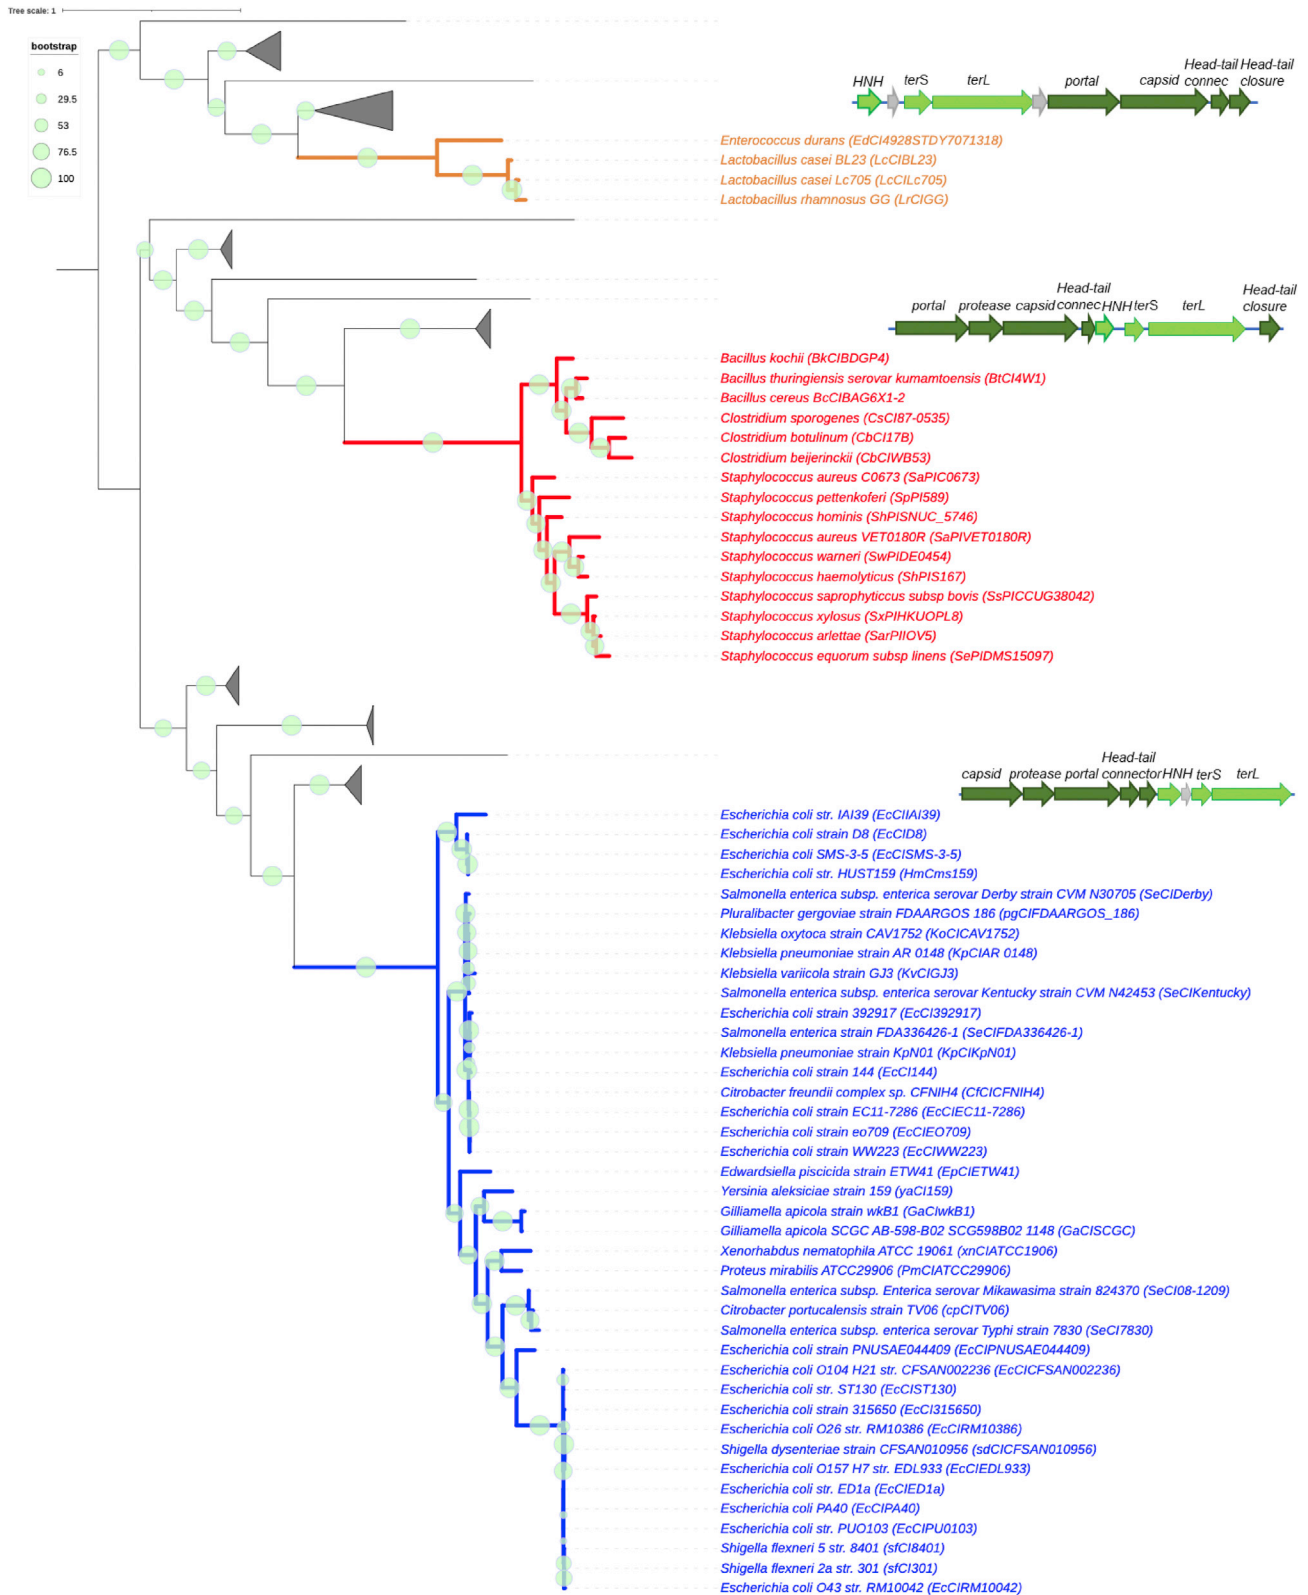 Tree scale: 1
bootstrap
6
29.5
53
76.5
100
HNH terS terL portal capsid Head-tail connec Head-tail closure
Enterococcus durans (EdCI4928STDY7071318)
Lactobacillus casei BL23 (LcCIBL23)
Lactobacillus casei Lc705 (LcCILc705)
Lactobacillus rhamnosus GG (LrCIGG)
portal protease capsid Head-tail connec HNH terS terL Head-tail closure
Bacillus kochii (BkCIBDGP4)
Bacillus thuringiensis serovar kumamtoensis (BtCI4W1)
Bacillus cereus BcCIBAG6X1-2
Clostridium sporogenes (CsCI87-0535)
Clostridium botulinum (CbCI17B)
Clostridium beijerinckii (CbCIWB53)
Staphylococcus aureus C0673 (SaPIC0673)
Staphylococcus pettenkoferi (SpPI589)
Staphylococcus hominis (ShPISNUC_5746)
Staphylococcus aureus VET0180R (SaPIVET0180R)
Staphylococcus warneri (SwPIDE0454)
Staphylococcus haemolyticus (ShPIS167)
Staphylococcus saprophyticcus subsp bovis (SsPICCUG38042)
Staphylococcus xylosus (SxPIHKUOPL8)
Staphylococcus arlettae (SarPIIOV5)
Staphylococcus equorum subsp linens (SePIDMS15097)
capsid protease portal Head-tail connector HNH terS terL
Escherichia coli str. IAI39 (EcCIIAI39)
Escherichia coli strain D8 (EcCID8)
Escherichia coli SMS-3-5 (EcCISMS-3-5)
Escherichia coli str. HUST159 (HmCms159)
Salmonella enterica subsp. enterica serovar Derby strain CVM N30705 (SeCIDerby)
Pluralibacter gergoviae strain FDAARGOS 186 (pgCIFDAARGOS_186)
Klebsiella oxytoca strain CAV1752 (KoCICAV1752)
Klebsiella pneumoniae strain AR 0148 (KpCIAR 0148)
Klebsiella variicola strain GJ3 (KvCIGJ3)
Salmonella enterica subsp. enterica serovar Kentucky strain CVM N42453 (SeCIKentucky)
Escherichia coli strain 392917 (EcCI392917)
Salmonella enterica strain FDA336426-1 (SeCIFDA336426-1)
Klebsiella pneumoniae strain KpN01 (KpCIKpN01)
Escherichia coli strain 144 (EcCI144)
Citrobacter freundii complex sp. CFNIH4 (CfCICFNIH4)
Escherichia coli strain EC11-7286 (EcCIEC11-7286)
Escherichia coli strain eo709 (EcCIEO709)
Escherichia coli strain WW223 (EcCIWW223)
Edwardsiella piscicida strain ETW41 (EpCIETW41)
Yersinia aleksiciae strain 159 (yaCI159)
Gilliamella apicola strain wkB1 (GaCIwkB1)
Gilliamella apicola SCGC AB-598-B02 SCG598B02 1148 (GaCISCGC)
Xenorhabdus nematophila ATCC 19061 (xnCIATCC1906)
Proteus mirabilis ATCC29906 (PmCIATCC29906)
Salmonella enterica subsp. Enterica serovar Mikawasima strain 824370 (SeCI08-1209)
Citrobacter portucalensis strain TV06 (cpCITV06)
Salmonella enterica subsp. enterica serovar Typhi strain 7830 (SeCI7830)
Escherichia coli strain PNUSAE044409 (EcCIPNUSAE044409)
Escherichia coli O104 H21 str. CFSAN002236 (EcCICFSAN002236)
Escherichia coli str. ST130 (EcCIST130)
Escherichia coli strain 315650 (EcCI315650)
Escherichia coli O26 str. RM10386 (EcCIRM10386)
Shigella dysenteriae strain CFSAN010956 (sdCICFSAN010956)
Escherichia coli O157 H7 str. EDL933 (EcCIEDL933)
Escherichia coli str. ED1a (EcCIED1a)
Escherichia coli PA40 (EcCIPA40)
Escherichia coli str. PUO103 (EcCIPU0103)
Shigella flexneri 5 str. 8401 (sfCI8401)
Shigella flexneri 2a str. 301 (sfCI301)
Escherichia coli O43 str. RM10042 (EcCIRM10042)